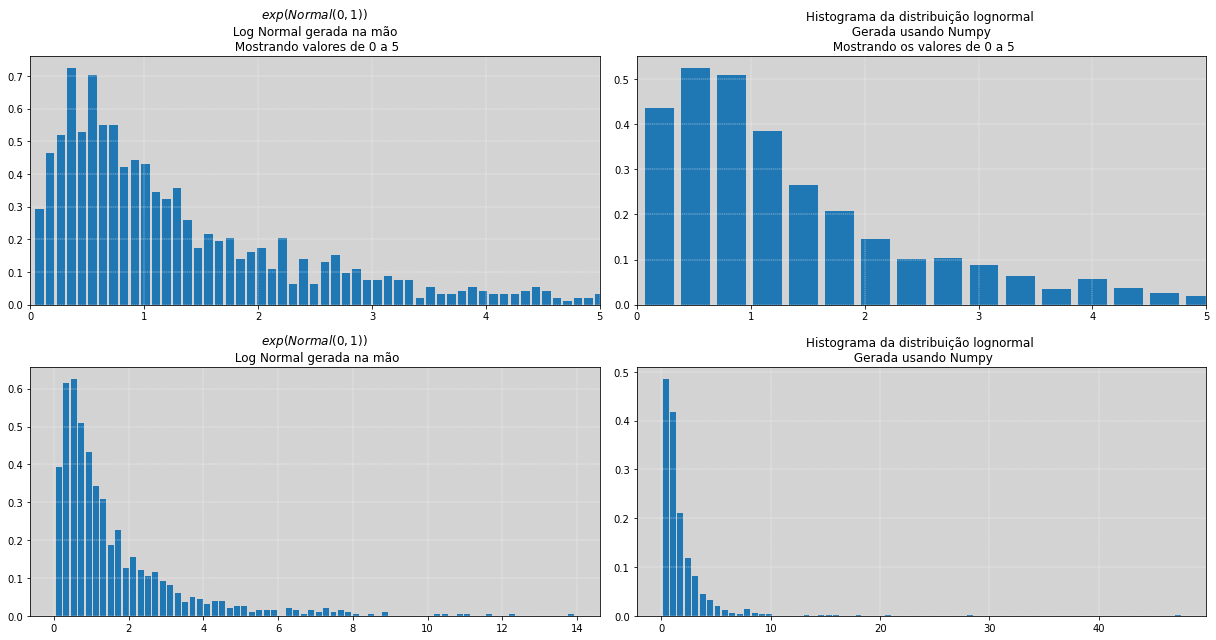 exp(Normal(0, 1))
Log Normal gerada na mão
Mostrando valores de 0 a 5
0.7
0.6
0.5
0.4
0.3
0.2
0.1
0.0
0 1 2 3 4 5
Histograma da distribuição lognormal
Gerada usando Numpy
Mostrando os valores de 0 a 5
0.5
0.4
0.3
0.2
0.1
0.0
0 1 2 3 4 5
exp(Normal(0, 1))
Log Normal gerada na mão
0.6
0.5
0.4
0.3
0.2
0.1
0.0
0 2 4 6 8 10 12 14
Histograma da distribuição lognormal
Gerada usando Numpy
0.5
0.4
0.3
0.2
0.1
0.0
0 10 20 30 40